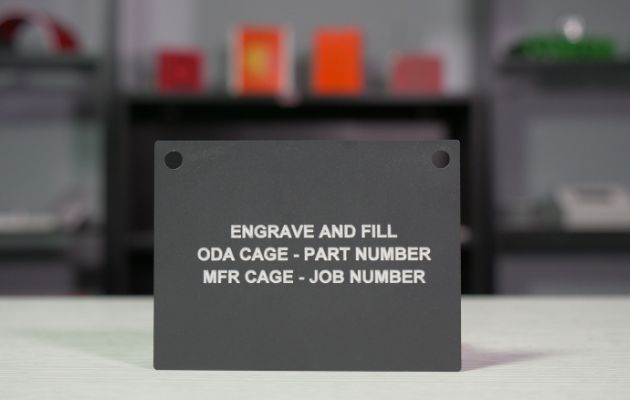 ENGRAVE AND FILL
ODA CAGE - PART NUMBER
MFR CAGE - JOB NUMBER